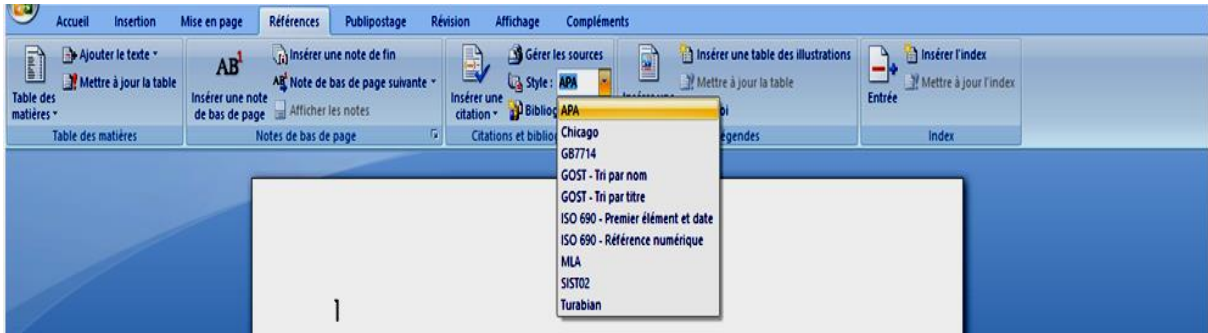 Accueil Insertion Mise en page Références Publipostage Révision Affichage Compléments
Table des matières
Ajouter le texte
Mettre à jour la table
Table des matières
AB¹
Insérer une note de bas de page
Insérer une note de fin
Note de bas de page suivante
Afficher les notes
Notes de bas de page
Insérer une citation
Gérer les sources
Style : APA
Citations et
APA
Chicago
GB7714
GOST - Tri par nom
GOST - Tri par titre
ISO 690 - Premier élément et date
ISO 690 - Référence numérique
MLA
SIST02
Turabian
Insérer une table des illustrations
Mettre à jour la table
Entrée
Insérer l'index
Mettre à jour l'index
Index
1